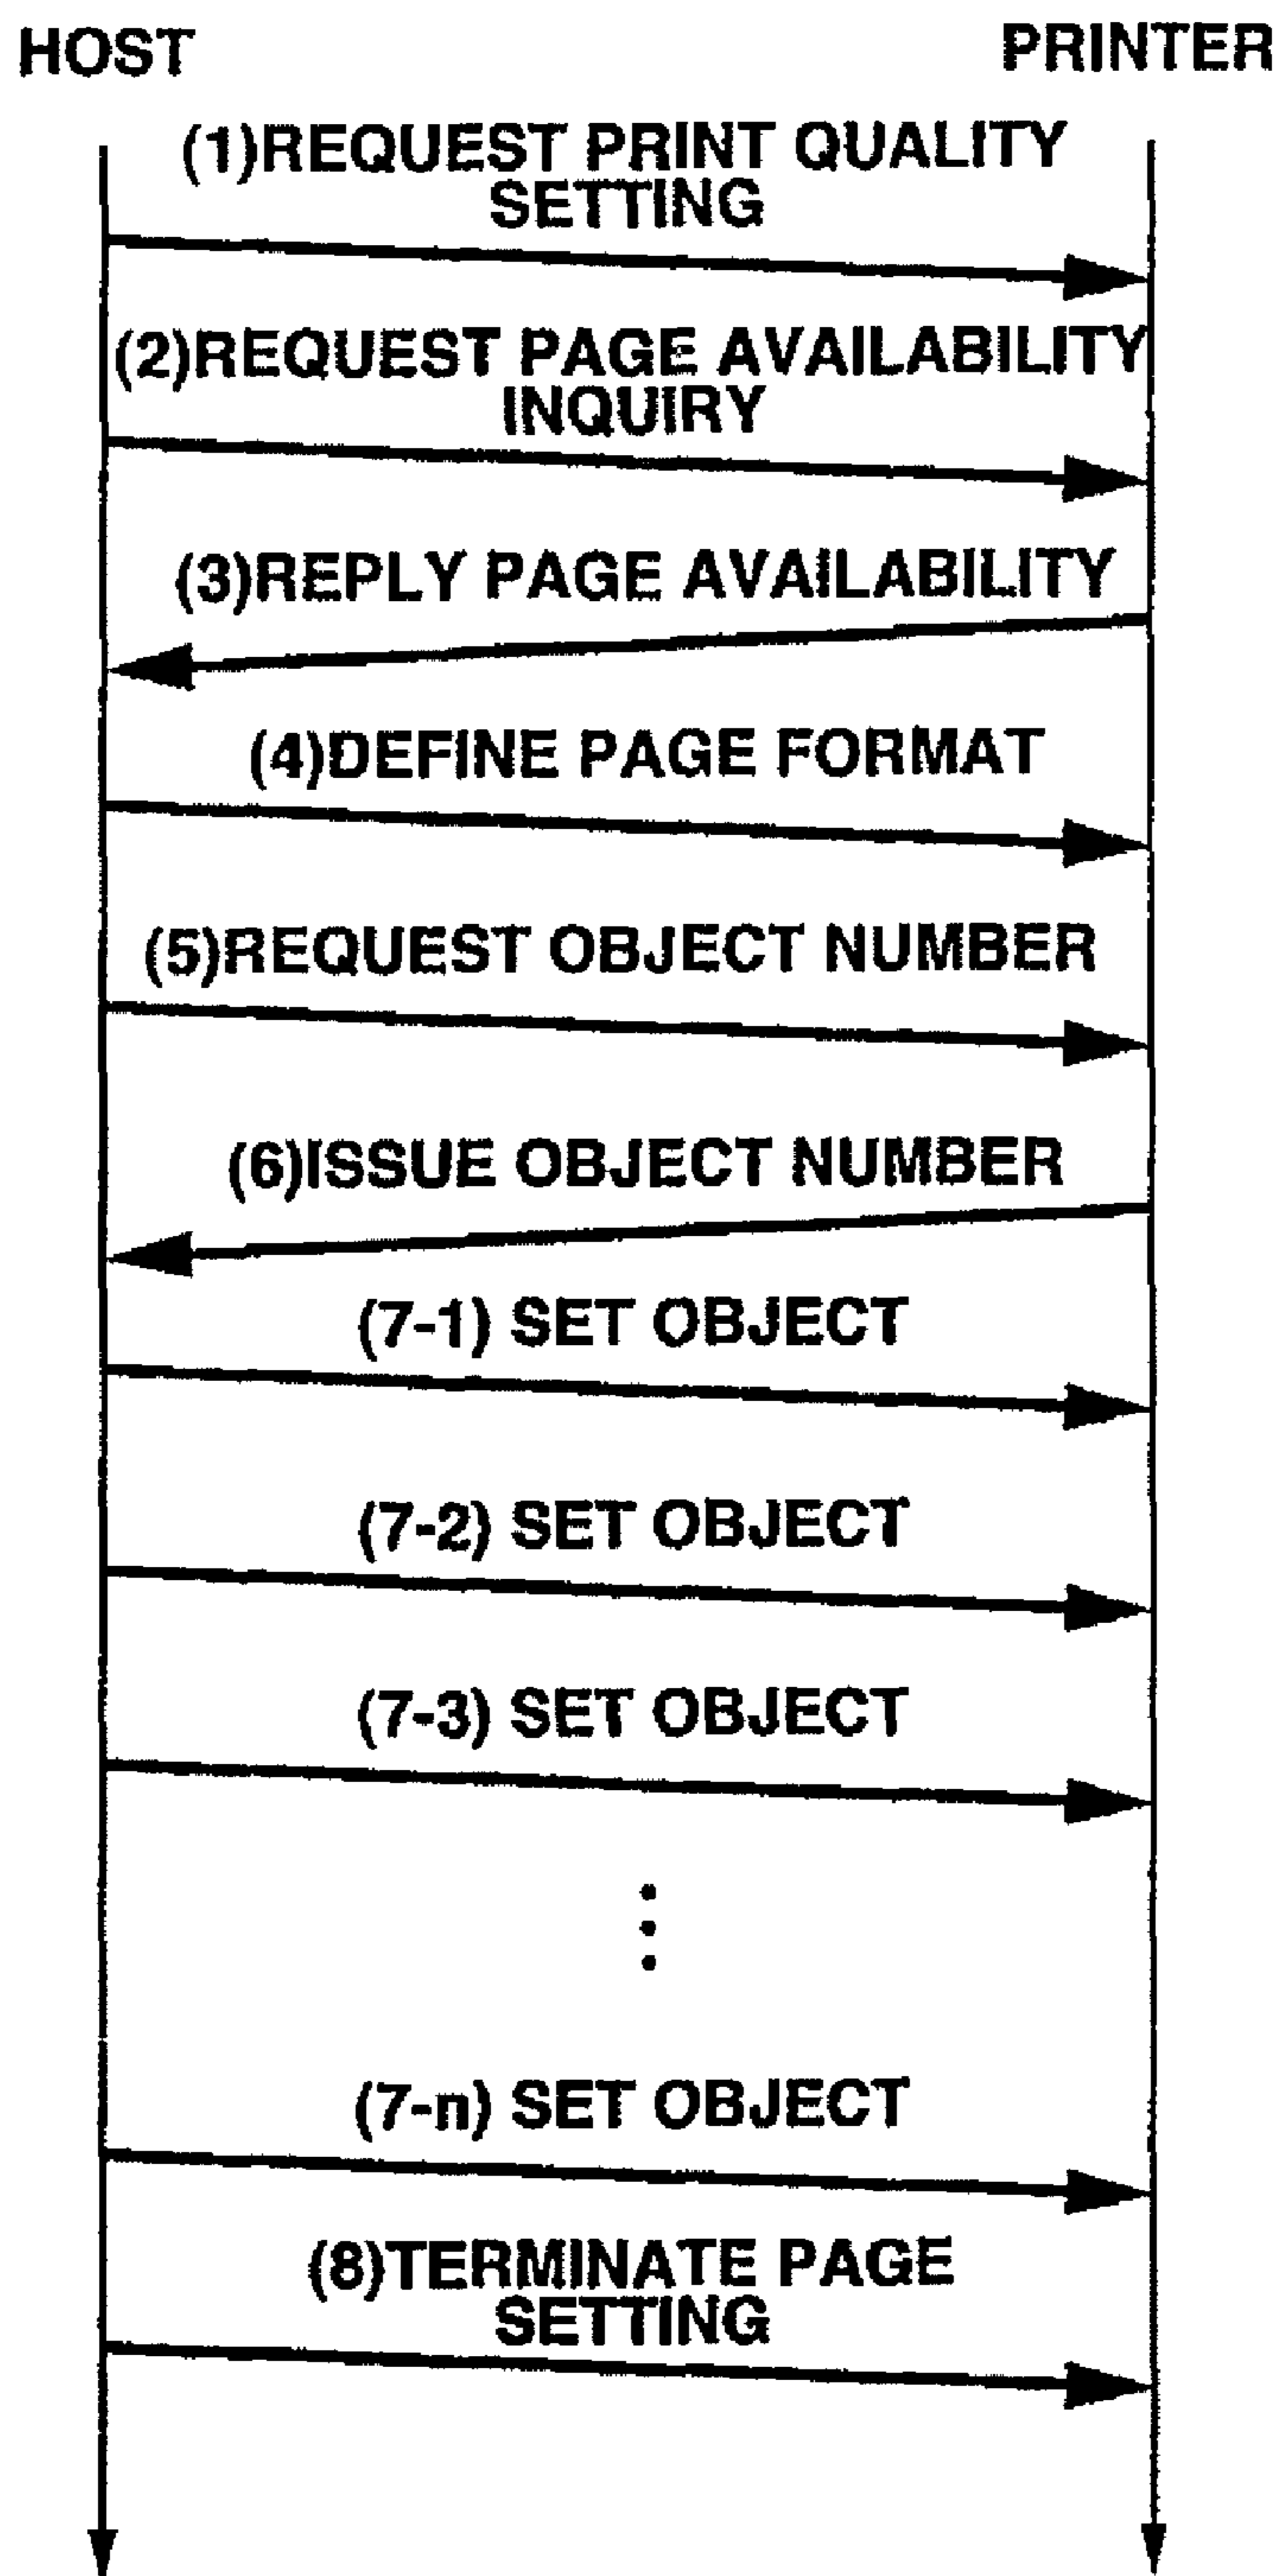 HOST
PRINTER
(1)REQUEST PRINT QUALITY
SETTING
(2)REQUEST PAGE AVAILABILITY
INQUIRY
(3)REPLY PAGE AVAILABILITY
(4)DEFINE PAGE FORMAT
(5)REQUEST OBJECT NUMBER
(6)ISSUE OBJECT NUMBER
(7-1) SET OBJECT
(7-2) SET OBJECT
(7-3) SET OBJECT
(7-n) SET OBJECT
(8)TERMINATE PAGE
SETTING